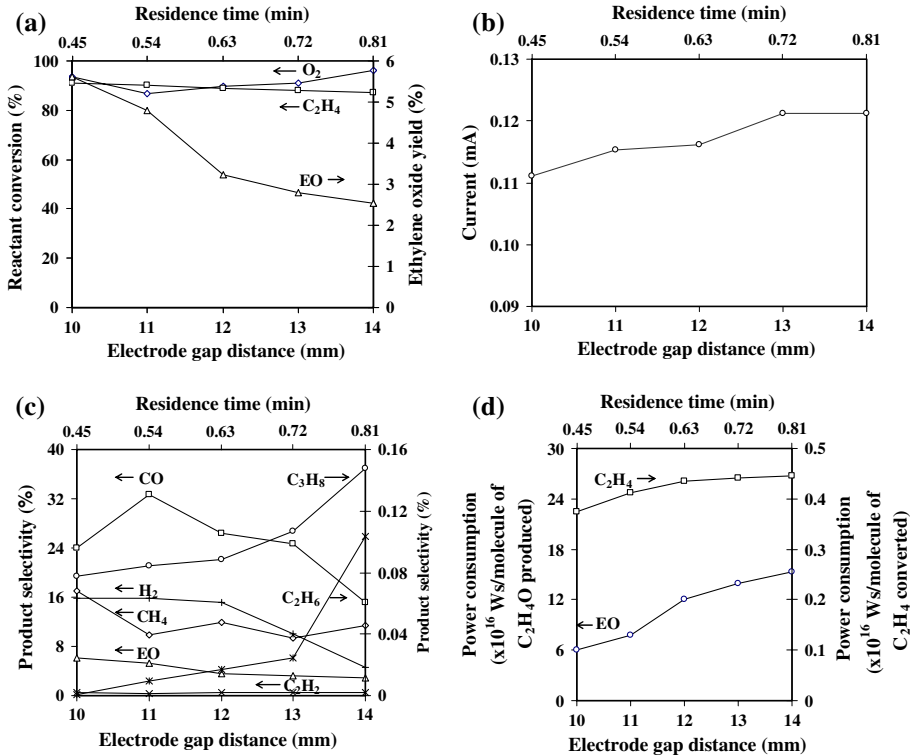 (a)
Residence time (min)
0.45 0.54 0.63 0.72 0.81
100 80 60 40 20 0
Reactant conversion (%)
6 5 4 3 2 1 0
Ethylene oxide yield (%)
O2
C2H4
EO
10 11 12 13 14
Electrode gap distance (mm)
(b)
Residence time (min)
0.45 0.54 0.63 0.72 0.81
0.13 0.12 0.11 0.10 0.09
Current (mA)
10 11 12 13 14
Electrode gap distance (mm)
(c)
Residence time (min)
0.45 0.54 0.63 0.72 0.81
40 32 24 16 8 0
Product selectivity (%)
0.16 0.12 0.08 0.04 0
Product selectivity (%)
CO
C3H8
H2
C2H6
CH4
EO
C2H2
10 11 12 13 14
Electrode gap distance (mm)
(d)
Residence time (min)
0.45 0.54 0.63 0.72 0.81
30 24 18 12 6 0
Power consumption
(x10^16 Ws/molecule of
C2H4O produced)
0.5 0.4 0.3 0.2 0.1 0
Power consumption
(x10^16 Ws/molecule of
C2H4 converted)
C2H4
EO
10 11 12 13 14
Electrode gap distance (mm)